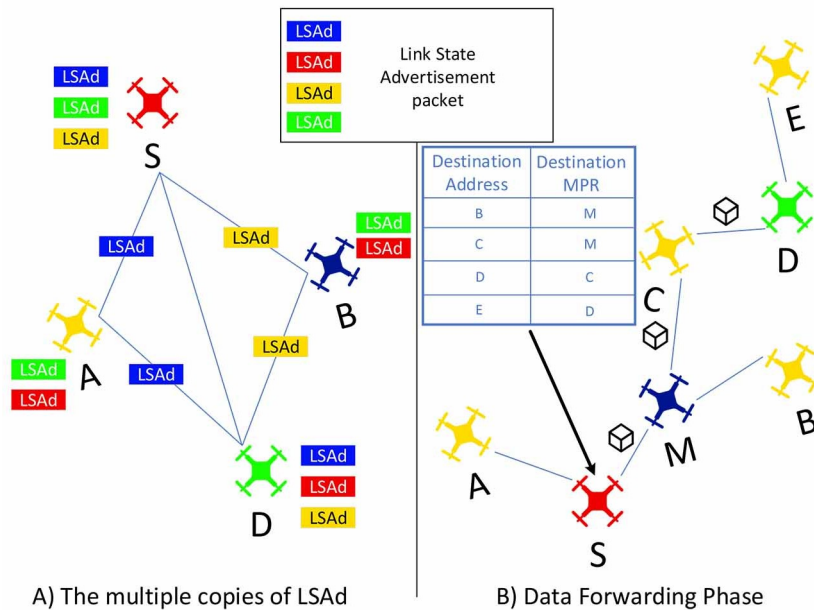 LSAd
LSAd
LSAd
LSAd
Link State
Advertisement
packet
LSAd
LSAd
LSAd
S
LSAd
LSAd
LSAd
LSAd
B
LSAd
LSAd
A
LSAd
LSAd
LSAd
LSAd
LSAd
D
A) The multiple copies of LSAd
Destination Address Destination MPR
B M
C M
D C
E D
E
D
C
B
M
A
S
B) Data Forwarding Phase